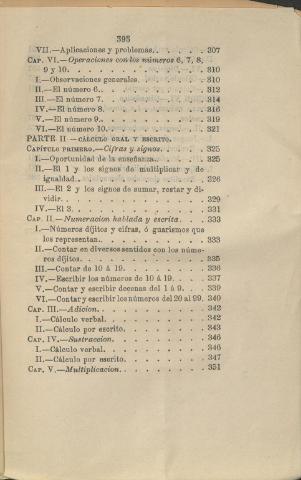 393
VII.—Aplicaciones y problemas. . . . . . 307
CAP. VI.—Operaciones con los números 6, 7, 8,
9 y 10. . . . . . . . . . . . . 310
I.—Observaciones generales. . . . . . . 310
II.—El número 6. . . . . . . . . . . 312
III.—El número 7. . . . . . . . . . . 314
IV.—El número 8. . . . . . . . . . . 316
V.—El número 9. . . . . . . . . . . 319
VI.—El número 10. . . . . . . . . . . 321
PARTE II —CÁLCULO ORAL Y ESCRITO.
CAPÍTULO PRIMERO.—Cifras y signos. . . . . 325
I.—Oportunidad de la enseñanza. . . . . . 325
II.—El 1 y los signos de multiplicar y de
igualdad. . . . . . . . . . . . 326
III.—El 2 y los signos de sumar, restar y di-
vidir. . . . . . . . . . . . . 329
IV.—El 3. . . . . . . . . . . . . 331
CAP. II.—Numeracion hablada y escrita. . . . 333
I.—Números díjitos y cifras, ó guarismos que
los representan. . . . . . . . . . 333
II.—Contar en diversos sentidos con los núme-
ros díjitos. . . . . . . . . . . . 335
III.—Contar de 10 á 19. . . . . . . . . 336
IV.—Escribir los números de 10 á 19. . . . 337
V.—Contar y escribir decenas del 1 á 9. . . 339
VI.—Contar y escribir los números del 20 al 99. 340
CAP. III.—Adicion. . . . . . . . . . . 342
I.—Cálculo verbal. . . . . . . . . . . 342
II.—Cálculo por escrito. . . . . . . . . 343
CAP. IV.—Sustraccion. . . . . . . . . . 346
I.—Cálculo verbal. . . . . . . . . . . 346
II.—Cálculo por escrito. . . . . . . . . 347
CAP. V.—Multiplicacion. . . . . . . . . 351